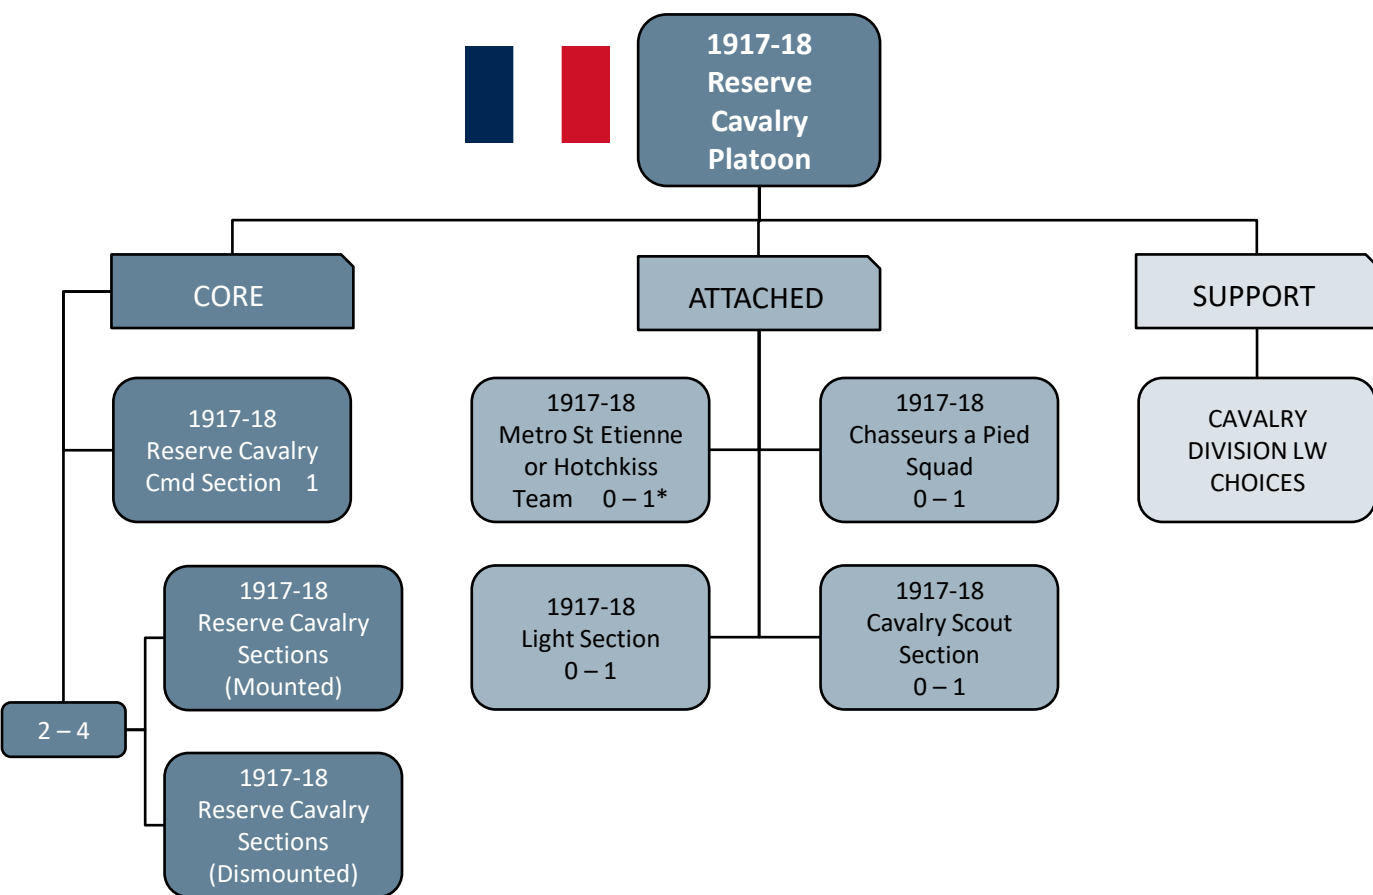 1917-18
Reserve
Cavalry
Platoon
CORE
ATTACHED
SUPPORT
1917-18
Reserve Cavalry
Cmd Section 1
1917-18
Metro St Etienne
or Hotchkiss
Team 0 – 1*
1917-18
Chasseurs a Pied
Squad
0 – 1
CAVALRY
DIVISION LW
CHOICES
1917-18
Reserve Cavalry
Sections
(Mounted)
1917-18
Light Section
0 – 1
1917-18
Cavalry Scout
Section
0 – 1
2 – 4
1917-18
Reserve Cavalry
Sections
(Dismounted)